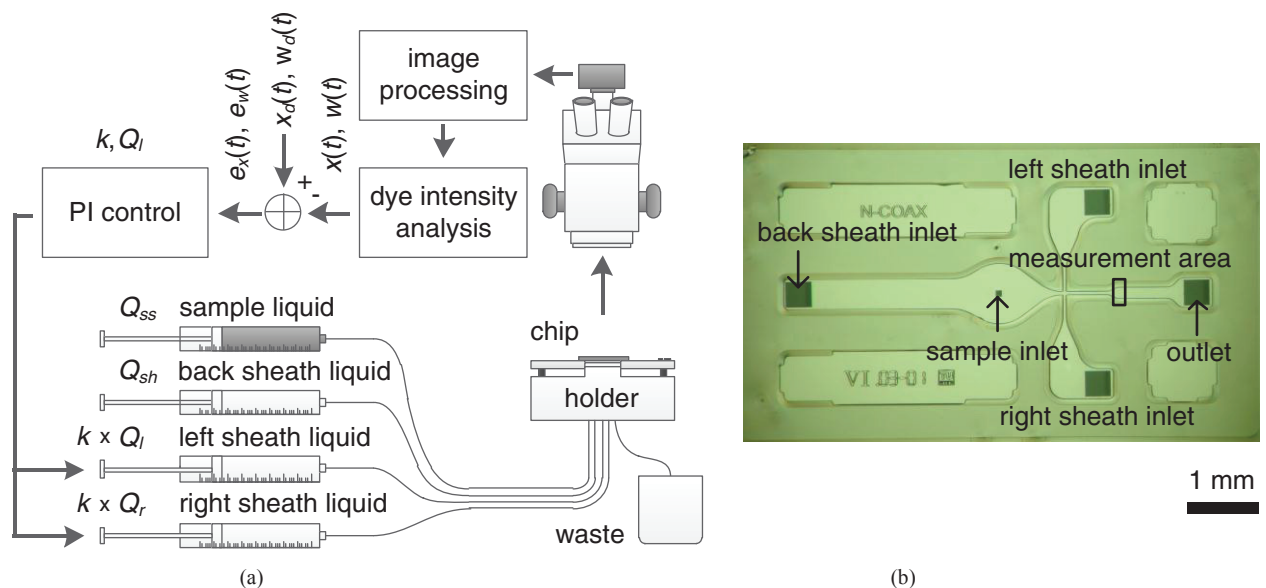 image
processing
x_d(t), w_d(t)
e_x(t), e_w(t)
x(t), w(t)
k, Q_l
+
-
PI control
dye intensity
analysis
Q_ss sample liquid
Q_sh back sheath liquid
k x Q_l left sheath liquid
k x Q_r right sheath liquid
chip
holder
waste
(a)
left sheath inlet
N-COAX
back sheath inlet
measurement area
sample inlet
outlet
right sheath inlet
1 mm
(b)